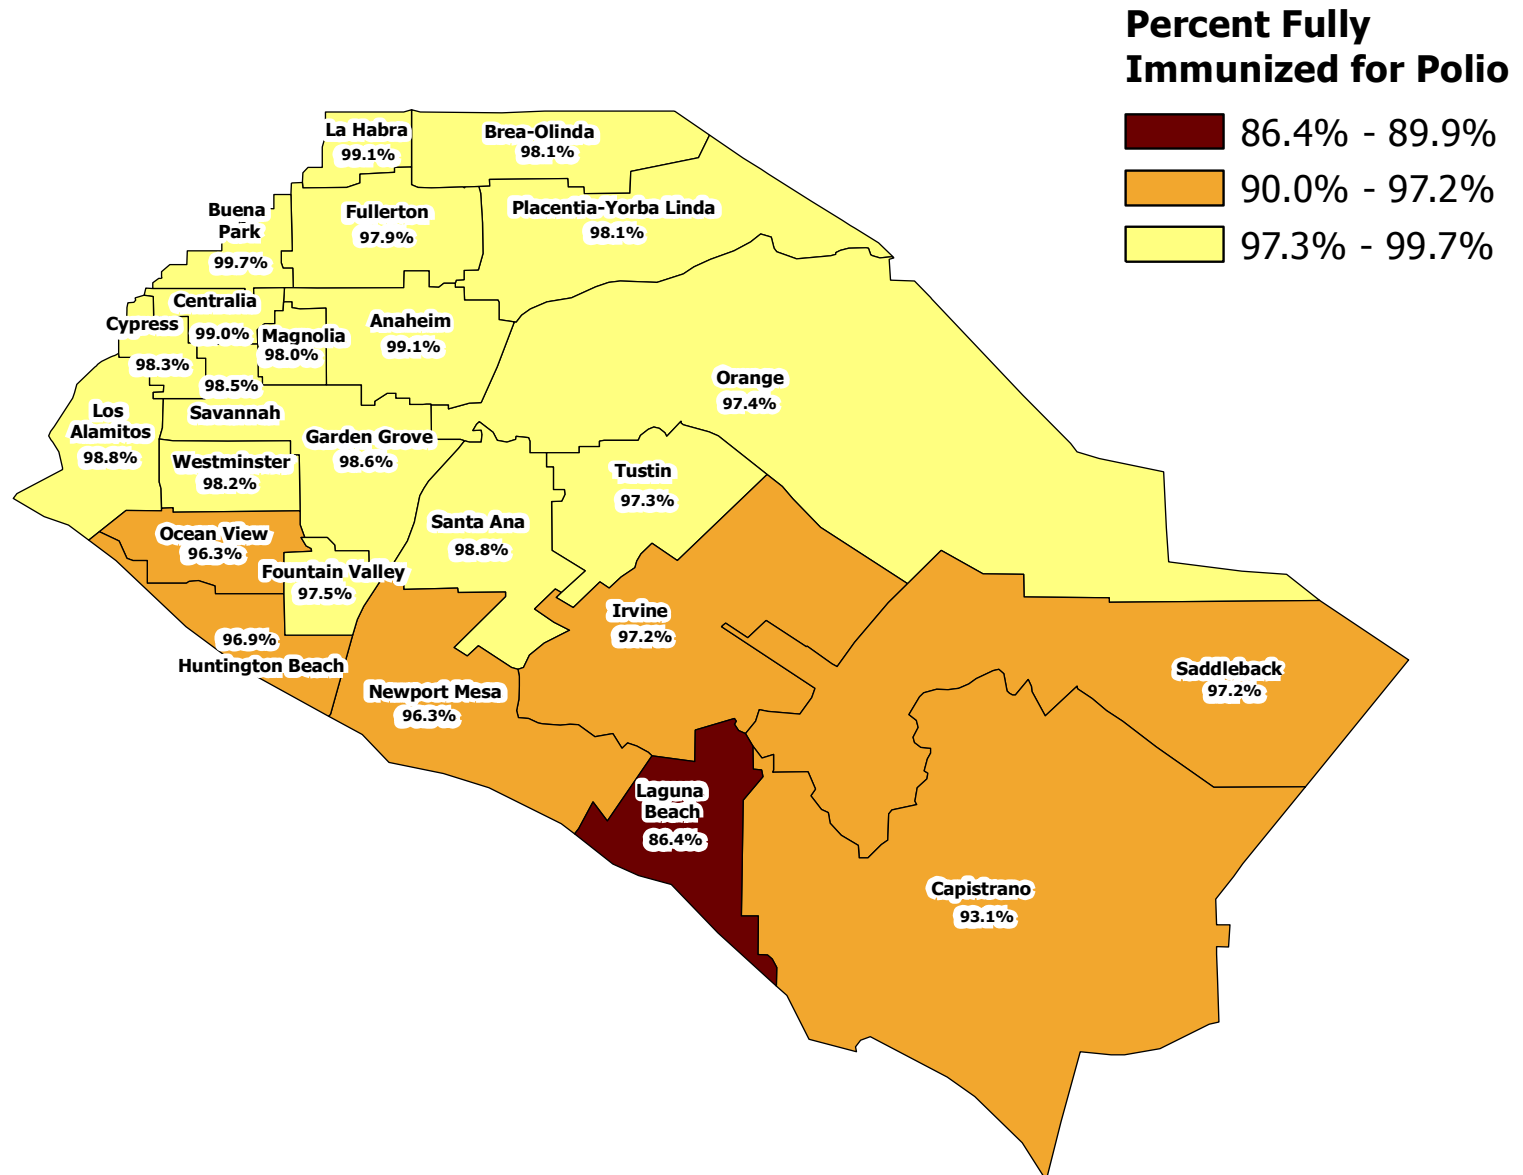 Percent Fully
Immunized for Polio
86.4% - 89.9%
90.0% - 97.2%
97.3% - 99.7%
La Habra
99.1%
Brea-Olinda
98.1%
Buena
Park
99.7%
Fullerton
97.9%
Placentia-Yorba Linda
98.1%
Centralia
99.0%
Cypress
98.3%
Magnolia
98.0%
Anaheim
99.1%
98.5%
Savannah
Orange
97.4%
Los
Alamitos
98.8%
Garden Grove
98.6%
Westminster
98.2%
Tustin
97.3%
Santa Ana
98.8%
Ocean View
96.3%
Fountain Valley
97.5%
Irvine
97.2%
96.9%
Huntington Beach
Newport Mesa
96.3%
Saddleback
97.2%
Laguna
Beach
86.4%
Capistrano
93.1%